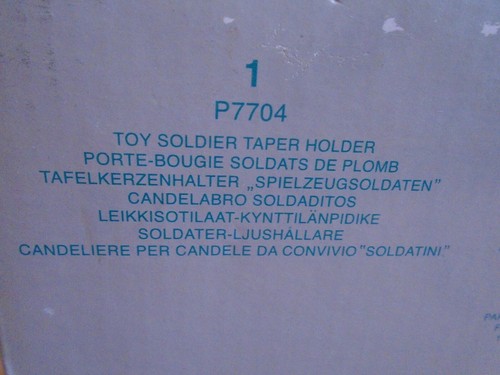 1
P7704
TOY SOLDIER TAPER HOLDER
PORTE-BOUGIE SOLDATS DE PLOMB
TAFELKERZENHALTER „SPIELZEUGSOLDATEN”
CANDELABRO SOLDADITOS
LEIKKISOTILAAT-KYNTTILÄNPIDIKE
SOLDATER-LJUSHÅLLARE
CANDELIERE PER CANDELE DA CONVIVIO "SOLDATINI."